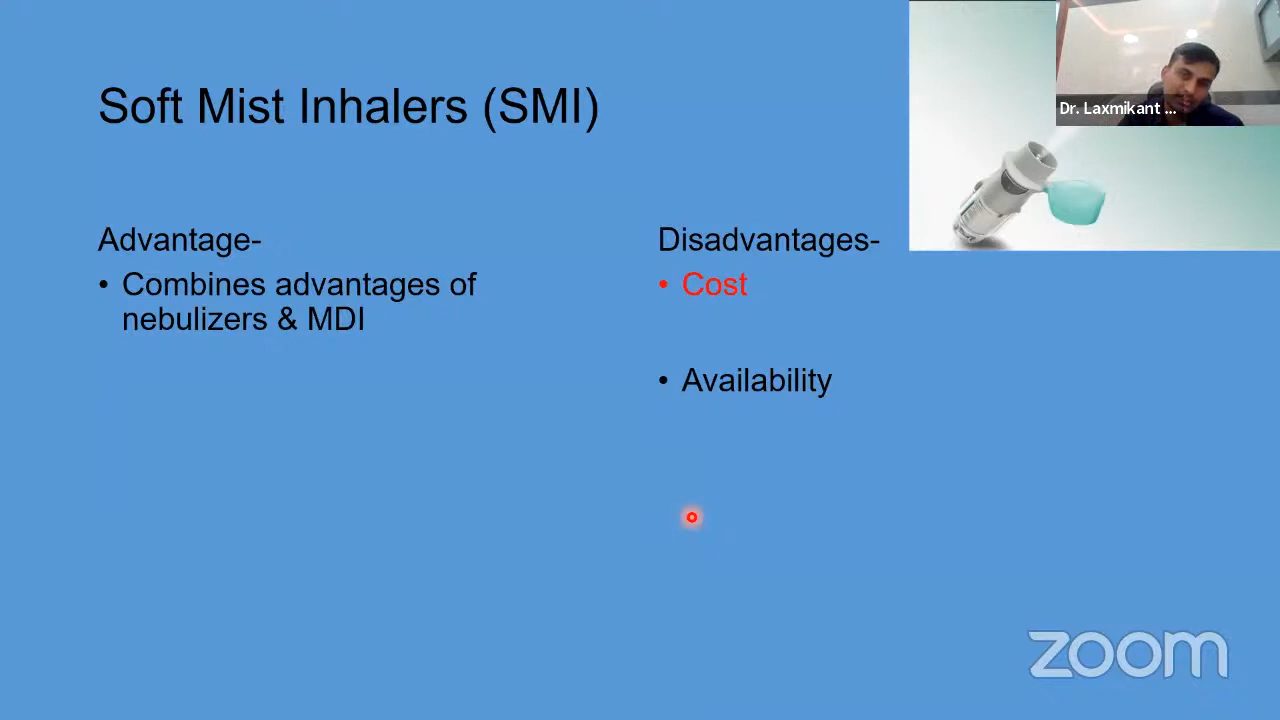 Soft Mist Inhalers (SMI)
Dr. Laxmikant ...
Advantage-
• Combines advantages of
nebulizers & MDI
Disadvantages-
• Cost
• Availability
zoom